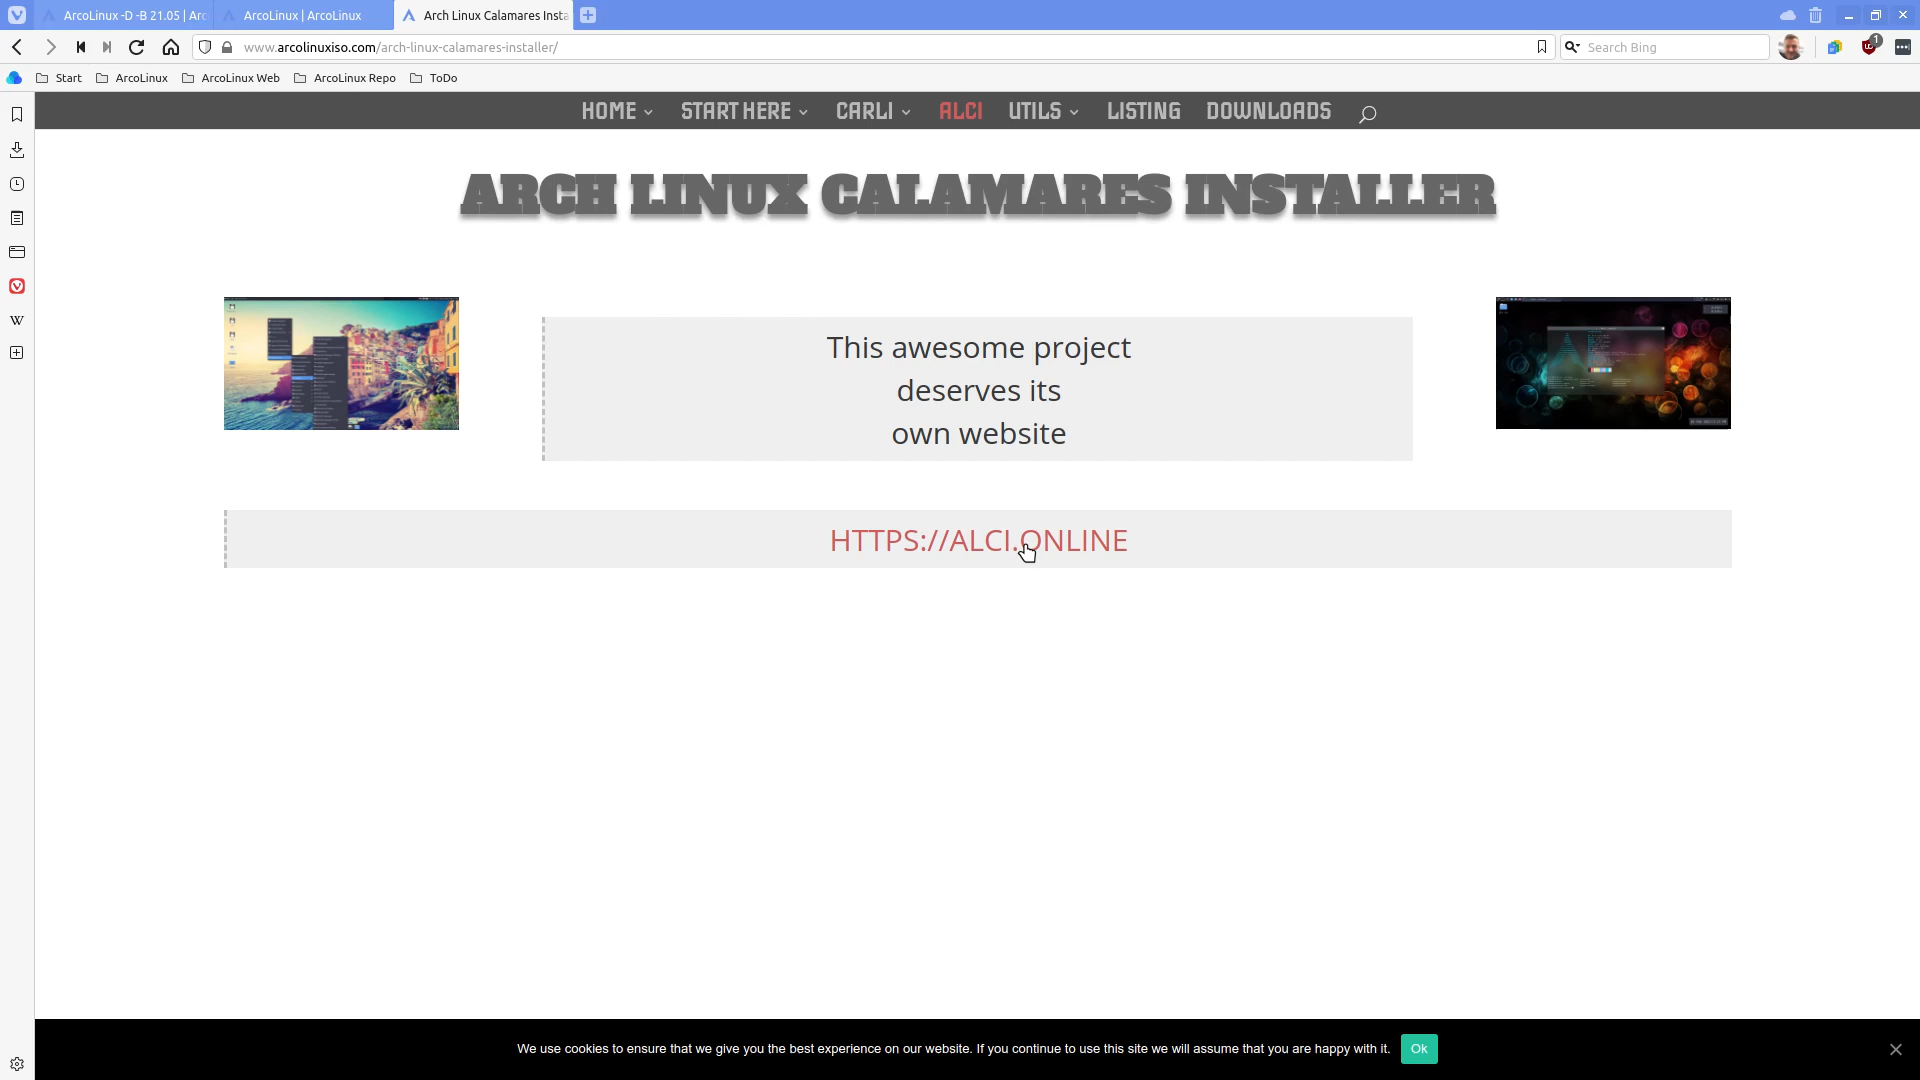 ArcoLinux -D -B 21.05 | Arc
ArcoLinux | ArcoLinux
Arch Linux Calamares Insta
www.arcolinuxiso.com/arch-linux-calamares-installer/
Search Bing
1
Start
ArcoLinux
ArcoLinux Web
ArcoLinux Repo
ToDo
HOME
START HERE
CARLI
ALCI
UTILS
LISTING
DOWNLOADS
ARCH LINUX CALAMARES INSTALLER
This awesome project
deserves its
own website
HTTPS://ALCI.ONLINE
We use cookies to ensure that we give you the best experience on our website. If you continue to use this site we will assume that you are happy with it.
Ok